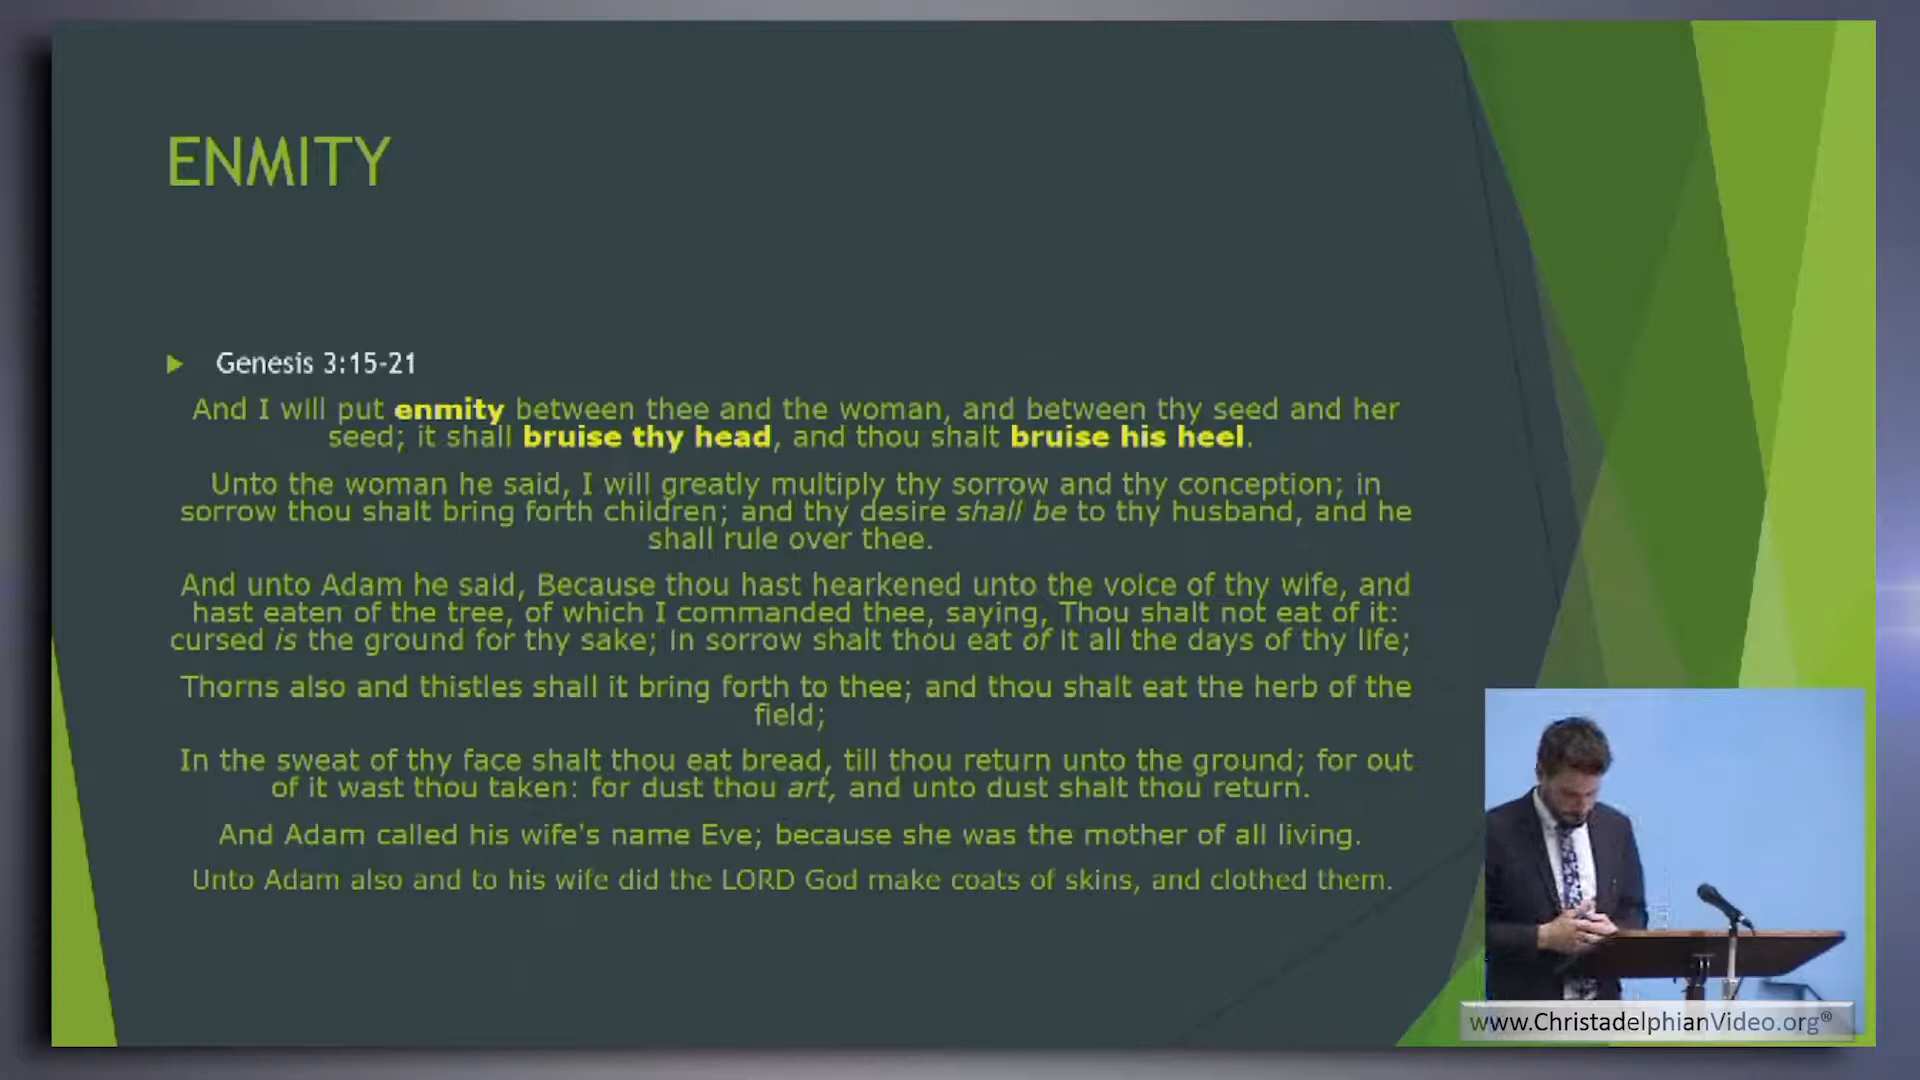 ENMITY
Genesis 3:15-21
And I will put enmity between thee and the woman, and between thy seed and her
seed; it shall bruise thy head, and thou shalt bruise his heel.
Unto the woman he said, I will greatly multiply thy sorrow and thy conception; in
sorrow thou shalt bring forth children; and thy desire shall be to thy husband, and he
shall rule over thee.
And unto Adam he said, Because thou hast hearkened unto the voice of thy wife, and
hast eaten of the tree, of which I commanded thee, saying, Thou shalt not eat of it:
cursed is the ground for thy sake; in sorrow shalt thou eat of it all the days of thy life;
Thorns also and thistles shall it bring forth to thee; and thou shalt eat the herb of the
field;
In the sweat of thy face shalt thou eat bread, till thou return unto the ground; for out
of it wast thou taken: for dust thou art, and unto dust shalt thou return.
And Adam called his wife's name Eve; because she was the mother of all living.
Unto Adam also and to his wife did the LORD God make coats of skins, and clothed them.
www.ChristadelphianVideo.org®